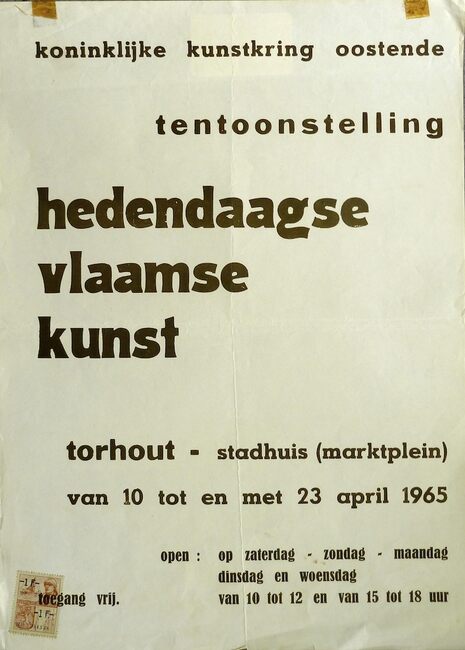 koninklijke kunstkring oostende
tentoonstelling
hedendaagse
vlaamse
kunst
torhout - stadhuis (marktplein)
van 10 tot en met 23 april 1965
open : op zaterdag - zondag - maandag
dinsdag en woensdag
toegang vrij. van 10 tot 12 en van 15 tot 18 uur
-1F-
-1F-